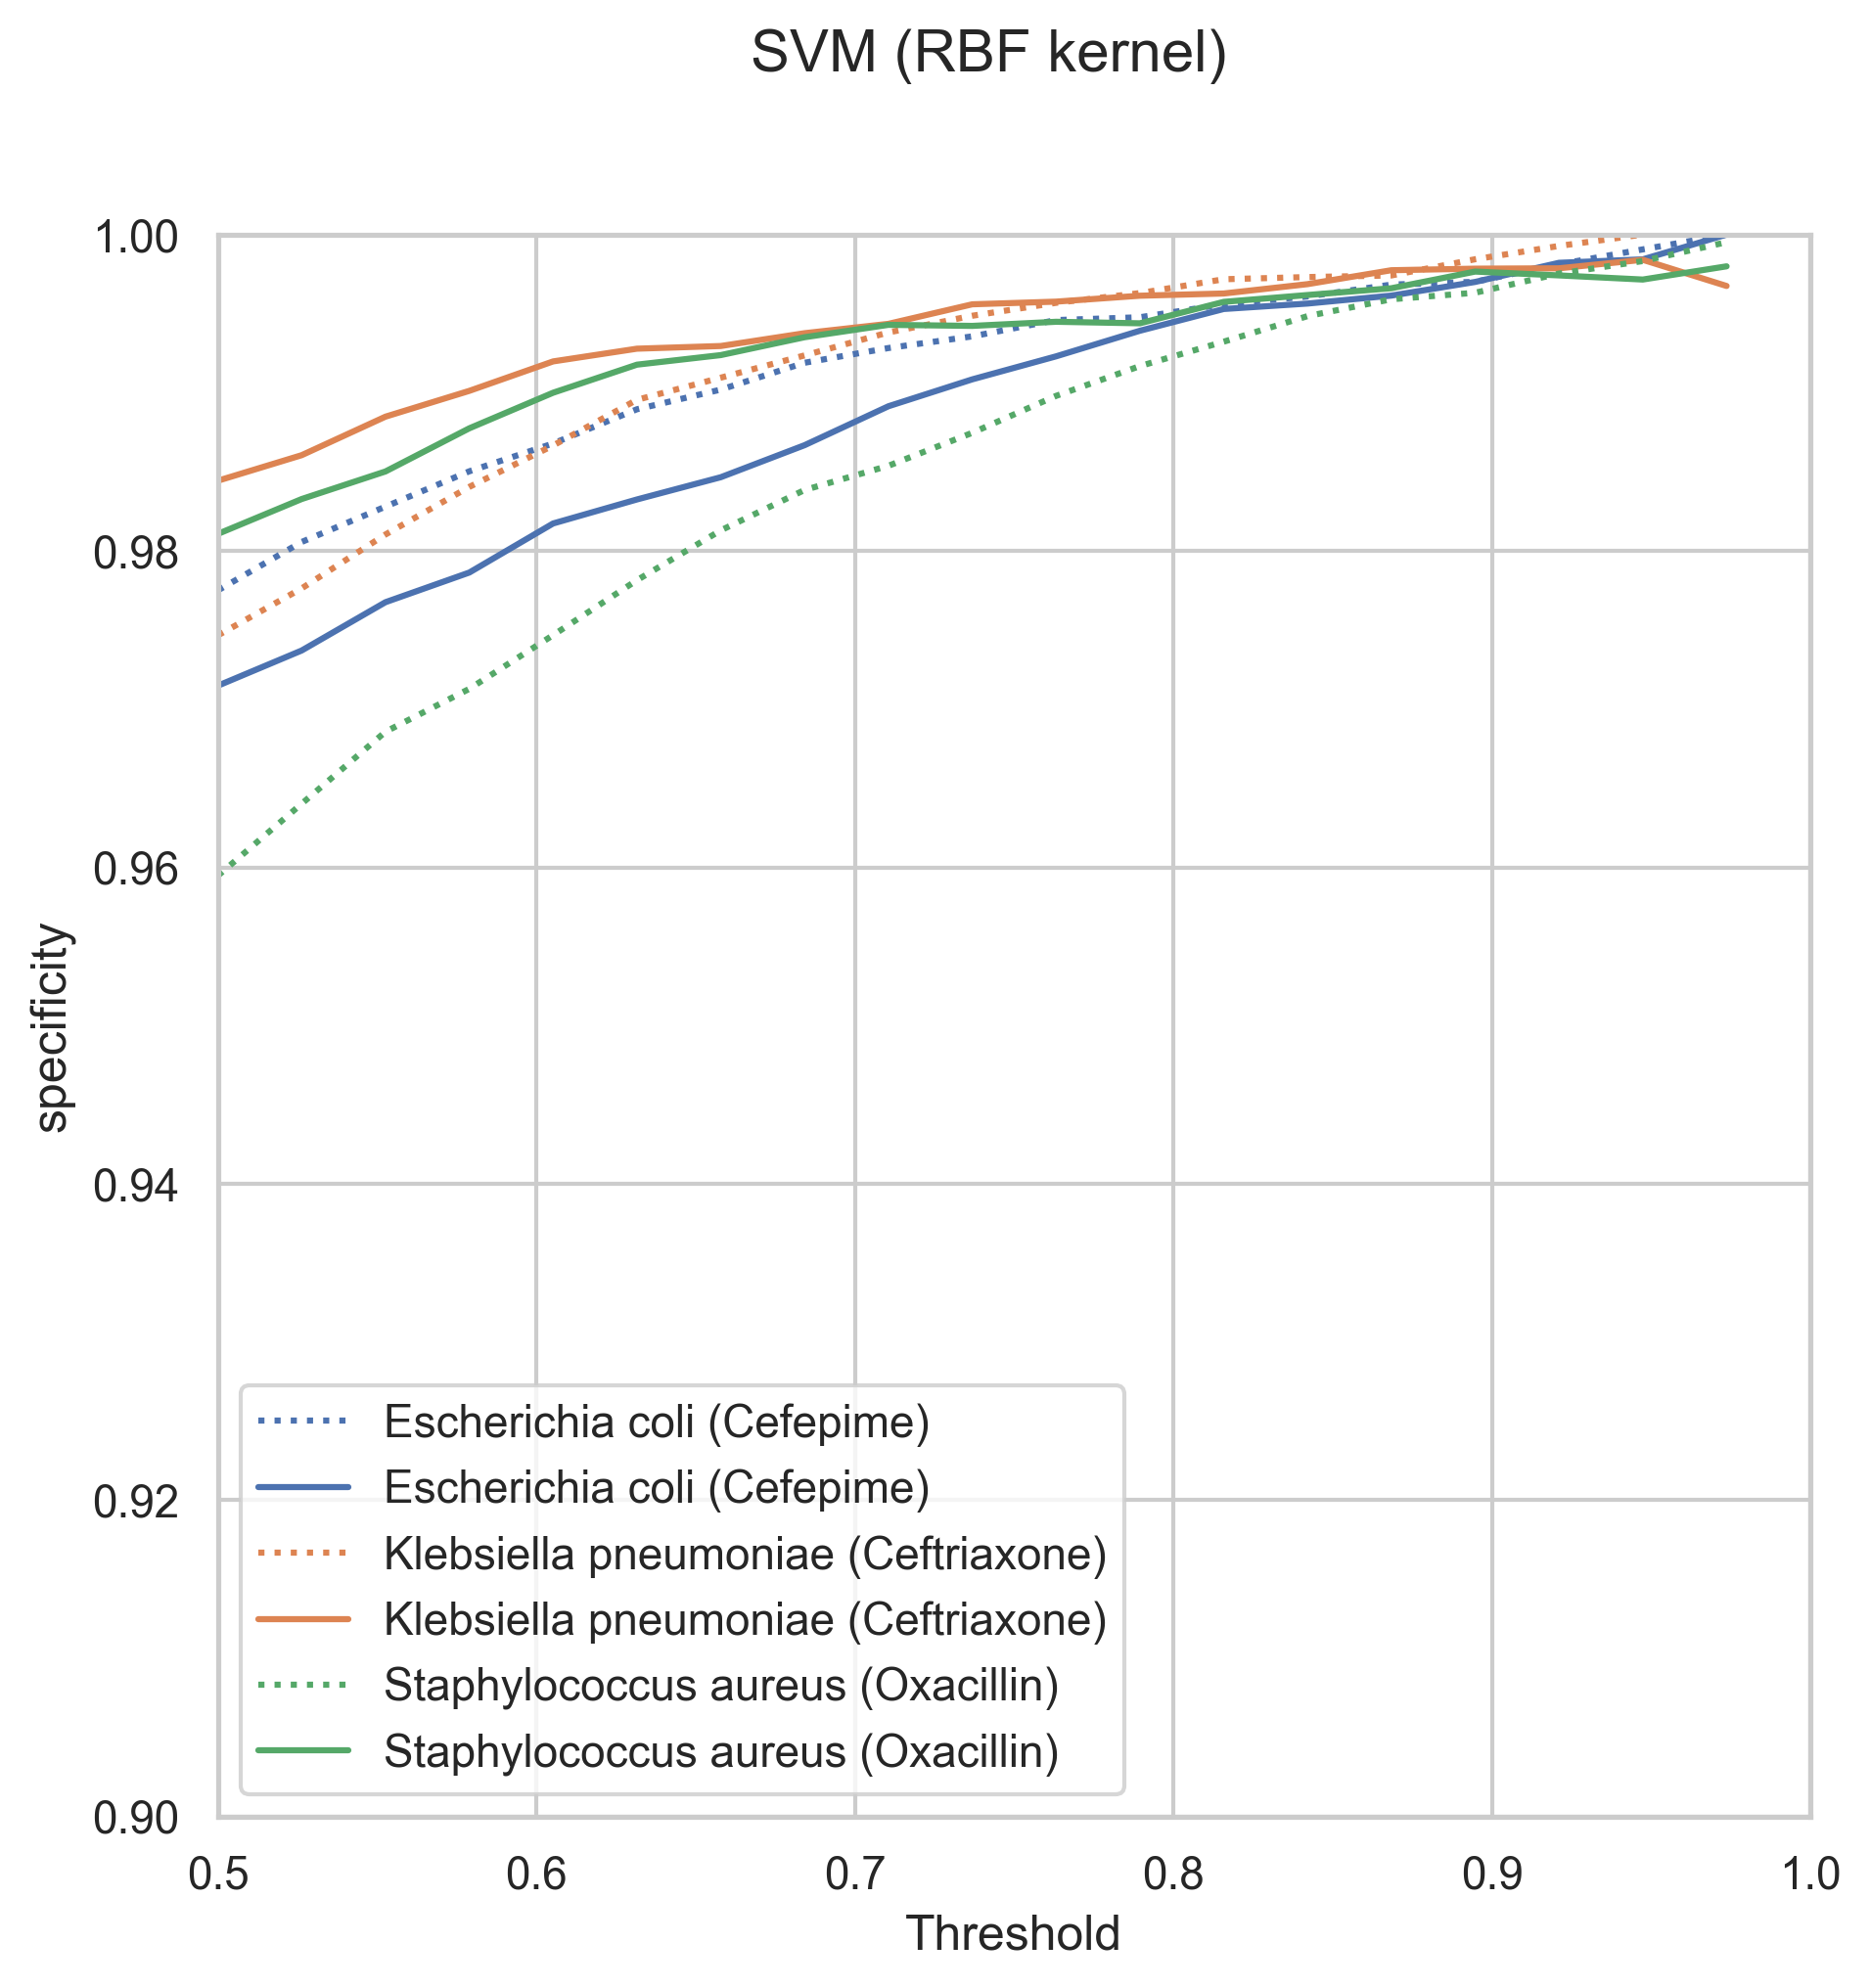 SVM (RBF kernel)
1.00
0.98
0.96
0.94
0.92
0.90
specificity
Escherichia coli (Cefepime)
Escherichia coli (Cefepime)
Klebsiella pneumoniae (Ceftriaxone)
Klebsiella pneumoniae (Ceftriaxone)
Staphylococcus aureus (Oxacillin)
Staphylococcus aureus (Oxacillin)
0.5 0.6 0.7 0.8 0.9 1.0
Threshold